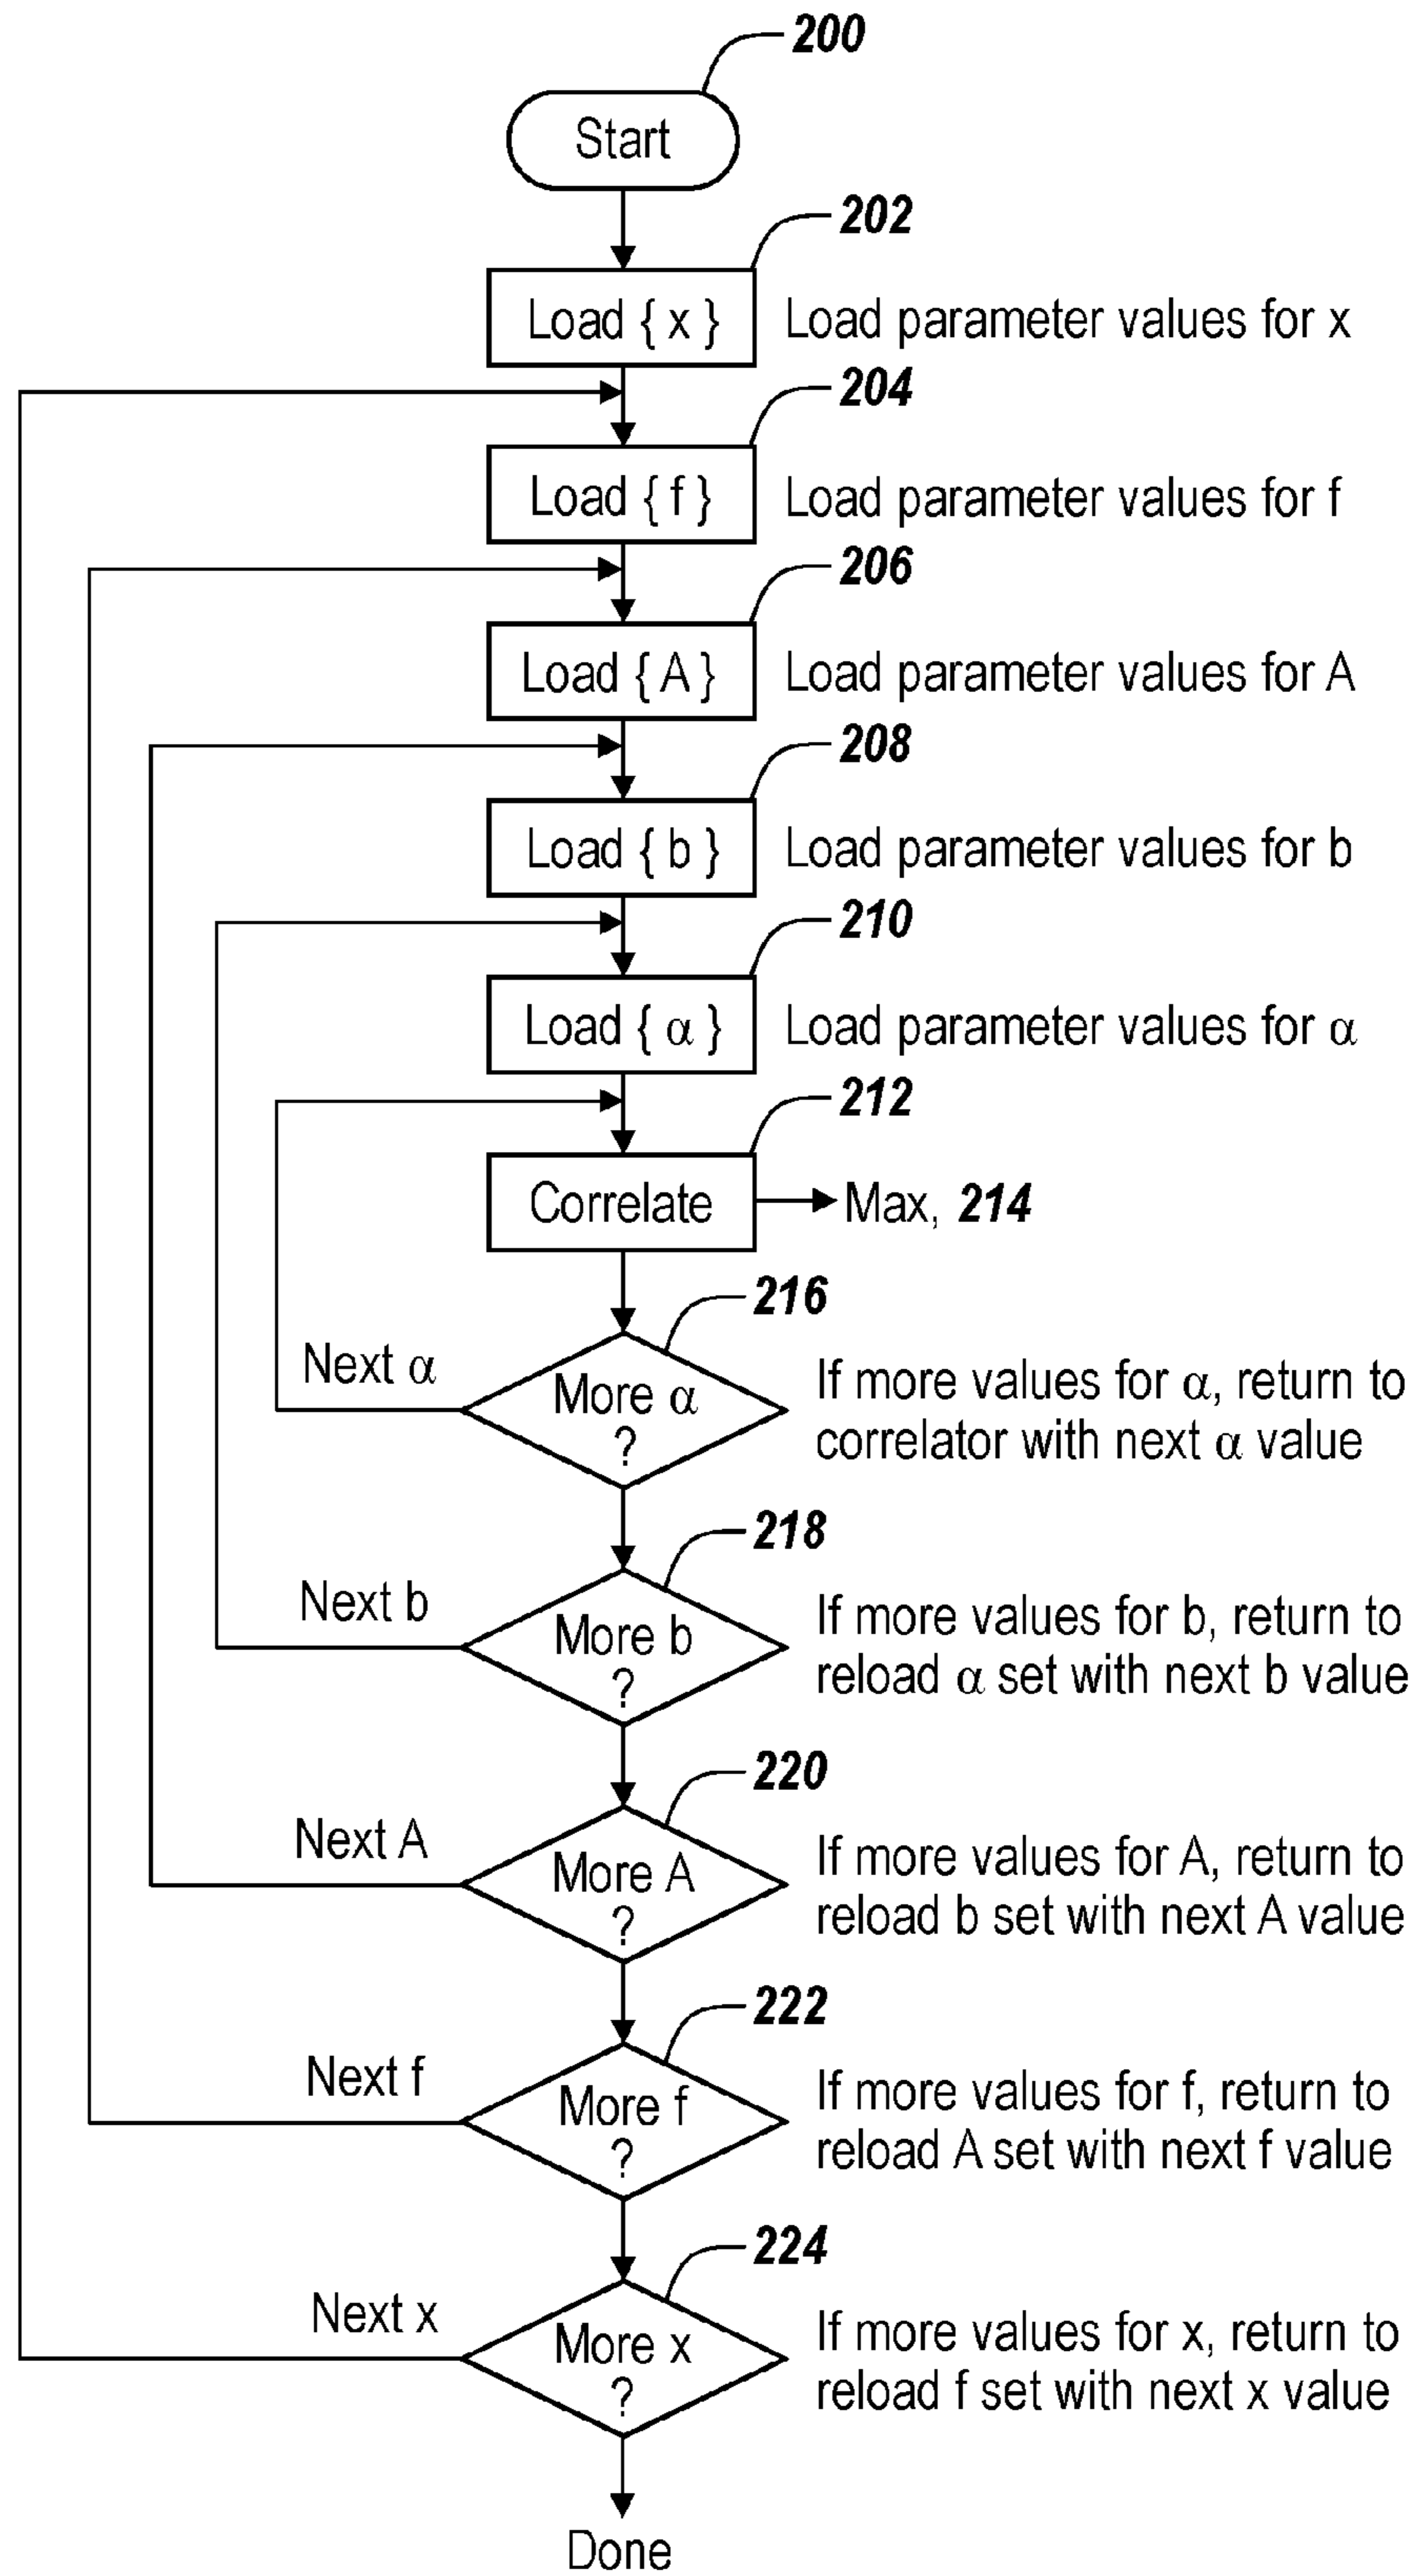 200
Start
202
Load { x }
Load parameter values for x
204
Load { f }
Load parameter values for f
206
Load { A }
Load parameter values for A
208
Load { b }
Load parameter values for b
210
Load { α }
Load parameter values for α
212
Correlate
Max, 214
216
Next α
More α
?
If more values for α, return to
correlator with next α value
218
Next b
More b
?
If more values for b, return to
reload α set with next b value
220
Next A
More A
?
If more values for A, return to
reload b set with next A value
222
Next f
More f
?
If more values for f, return to
reload A set with next f value
224
Next x
More x
?
If more values for x, return to
reload f set with next x value
Done